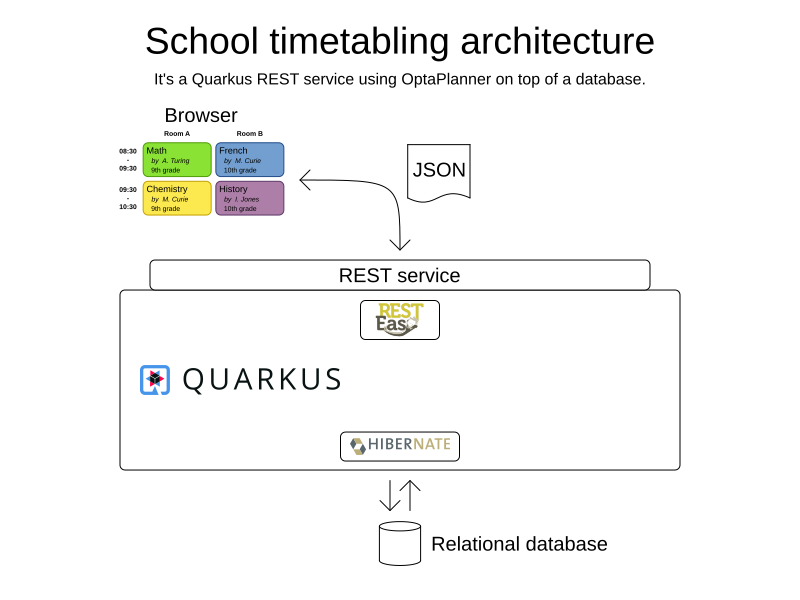 School timetabling architecture
It's a Quarkus REST service using OptaPlanner on top of a database.
Browser
Room A
Room B
08:30
-
09:30
Math
by A. Turing
9th grade
French
by M. Curie
10th grade
09:30
-
10:30
Chemistry
by M. Curie
9th grade
History
by I. Jones
10th grade
JSON
REST service
REST
Easy
QUARKUS
HIBERNATE
Relational database